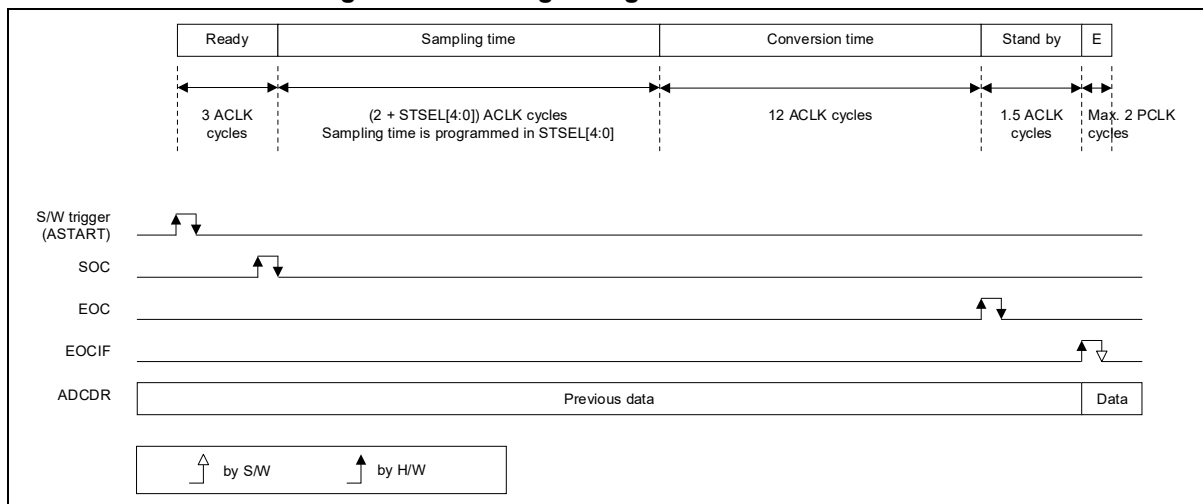 Ready Sampling time Conversion time Stand by E
3 ACLK cycles
(2 + STSEL[4:0]) ACLK cycles
Sampling time is programmed in STSEL[4:0]
12 ACLK cycles
1.5 ACLK cycles
Max. 2 PCLK cycles
S/W trigger
(ASTART)
SOC
EOC
EOCIF
ADCDR Previous data Data
by S/W by H/W